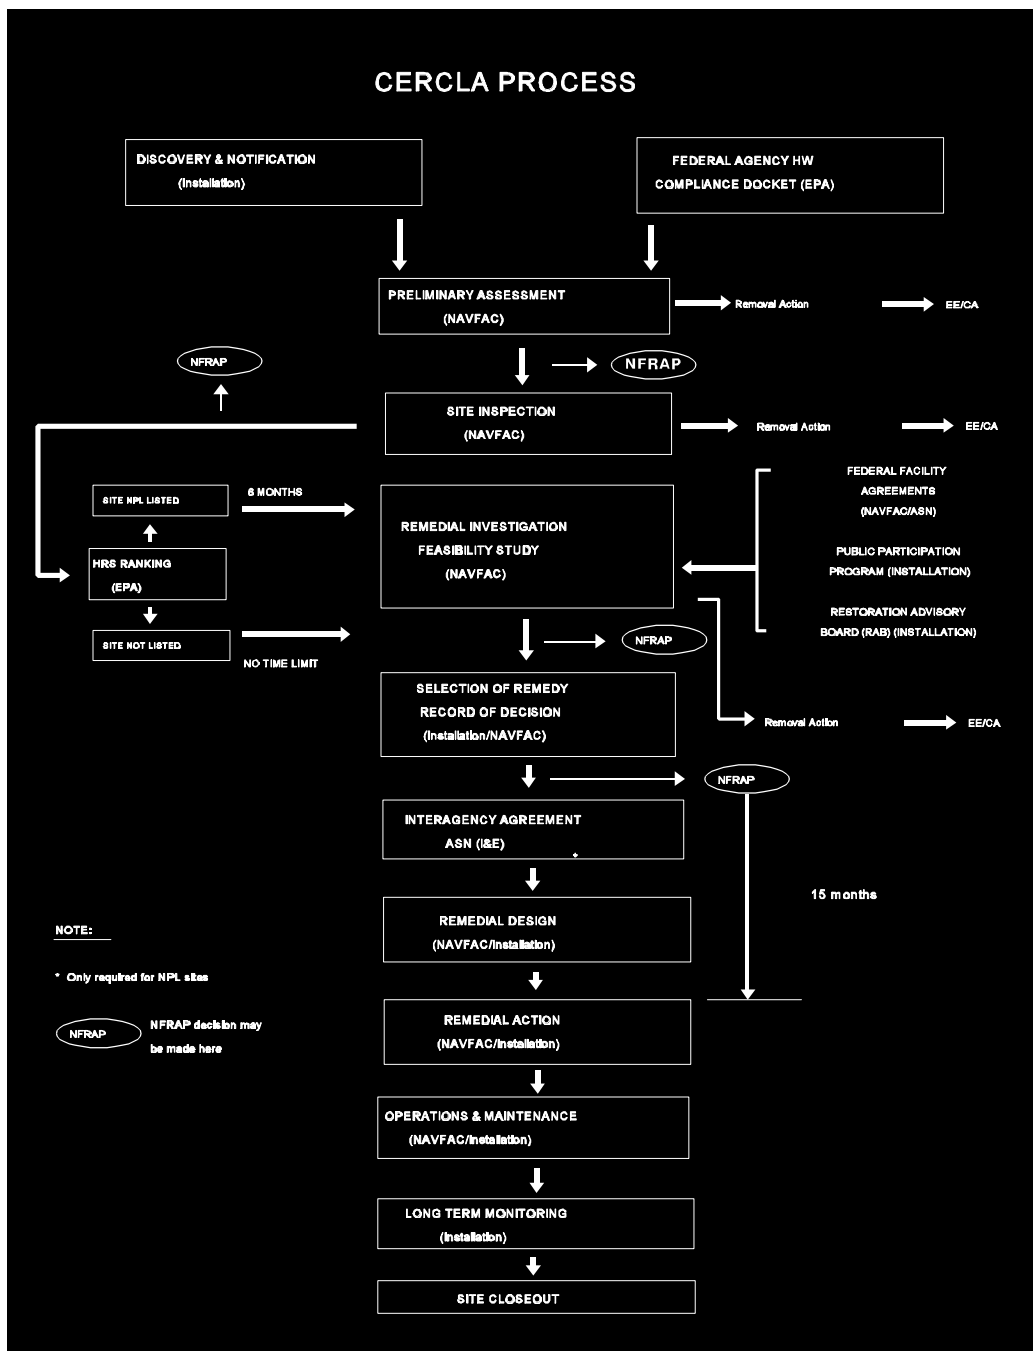 CERCLA PROCESS
DISCOVERY & NOTIFICATION
(Installation)
FEDERAL AGENCY HW
COMPLIANCE DOCKET (EPA)
PRELIMINARY ASSESSMENT
(NAVFAC)
Removal Action
EE/CA
NFRAP
NFRAP
SITE INSPECTION
(NAVFAC)
Removal Action
EE/CA
SITE NPL LISTED
6 MONTHS
HRS RANKING
(EPA)
SITE NOT LISTED
NO TIME LIMIT
REMEDIAL INVESTIGATION
FEASIBILITY STUDY
(NAVFAC)
FEDERAL FACILITY
AGREEMENTS
(NAVFAC/ASN)
PUBLIC PARTICIPATION
PROGRAM (INSTALLATION)
RESTORATION ADVISORY
BOARD (RAB) (INSTALLATION)
NFRAP
SELECTION OF REMEDY
RECORD OF DECISION
(Installation/NAVFAC)
Removal Action
EE/CA
NFRAP
INTERAGENCY AGREEMENT
ASN (I&E)
*
15 months
REMEDIAL DESIGN
(NAVFAC/Installation)
NOTE:
* Only required for NPL sites
NFRAP
NFRAP decision may
be made here
REMEDIAL ACTION
(NAVFAC/Installation)
OPERATIONS & MAINTENANCE
(NAVFAC/Installation)
LONG TERM MONITORING
(Installation)
SITE CLOSEOUT